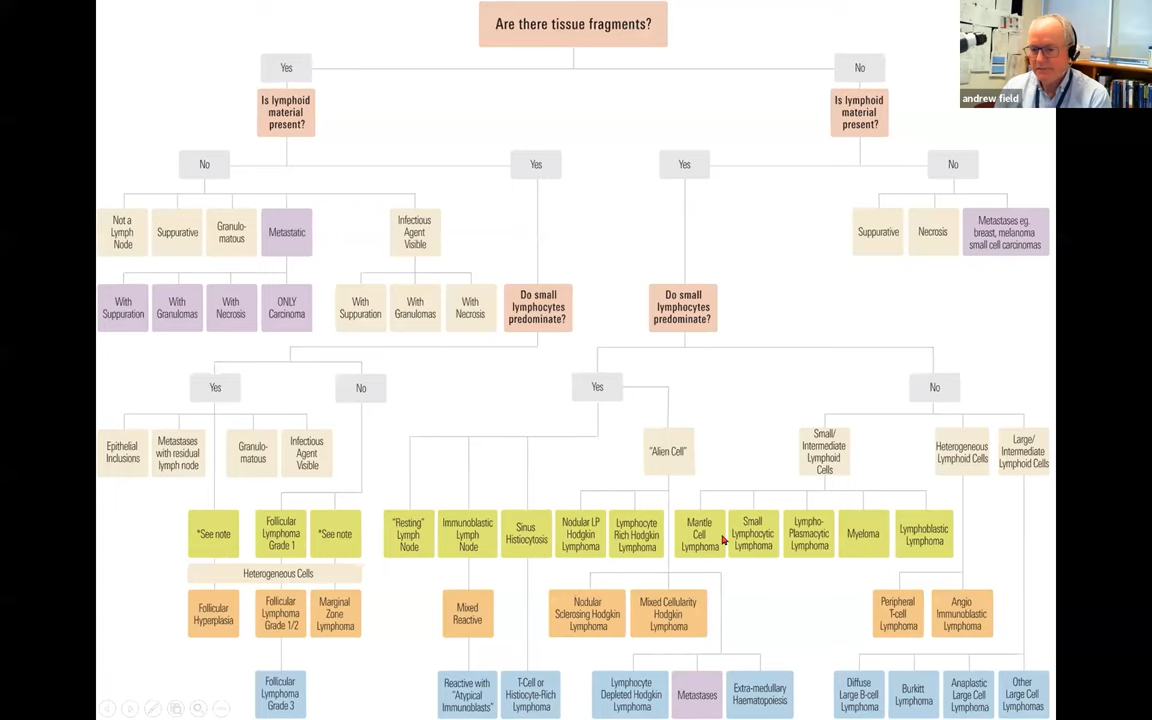 Are there tissue fragments?
andrew field
Yes
No
Is lymphoid
material
present?
Is lymphoid
material
present?
No
Yes
Yes
No
Not a
Lymph
Node
Suppurative
Granulo-
matous
Metastatic
Infectious
Agent
Visible
Suppurative
Necrosis
Metastases eg.
breast, melanoma
small cell carcinomas
With
Suppuration
With
Granulomas
With
Necrosis
ONLY
Carcinoma
With
Suppuration
With
Granulomas
With
Necrosis
Do small
lymphocytes
predominate?
Do small
lymphocytes
predominate?
Yes
No
Yes
No
Epithelial
Inclusions
Metastases
with residual
lymph node
Granulo-
matous
Infectious
Agent
Visible
"Alien Cell"
Small/
Intermediate
Lymphoid
Cells
Heterogeneous
Lymphoid Cells
Large/
Intermediate
Lymphoid Cells
*See note
Follicular
Lymphoma
Grade 1
*See note
"Resting"
Lymph
Node
Immunoblastic
Lymph
Node
Sinus
Histiocytosis
Nodular LP
Hodgkin
Lymphoma
Lymphocyte
Rich Hodgkin
Lymphoma
Mantle
Cell
Lymphoma
Small
Lymphocytic
Lymphoma
Lympho-
Plasmacytic
Lymphoma
Myeloma
Lymphoblastic
Lymphoma
Heterogeneous Cells
Follicular
Hyperplasia
Follicular
Lymphoma
Grade 1/2
Marginal
Zone
Lymphoma
Mixed
Reactive
Nodular
Sclerosing Hodgkin
Lymphoma
Mixed Cellularity
Hodgkin
Lymphoma
Peripheral
T-cell
Lymphoma
Angio
Immunoblastic
Lymphoma
Follicular
Lymphoma
Grade 3
Reactive with
"Atypical
Immunoblasts"
T-Cell or
Histiocyte-Rich
Lymphoma
Lymphocyte
Depleted Hodgkin
Lymphoma
Metastases
Extra-medullary
Haematopoiesis
Diffuse
Large B-cell
Lymphoma
Burkitt
Lymphoma
Anaplastic
Large Cell
Lymphoma
Other
Large Cell
Lymphomas